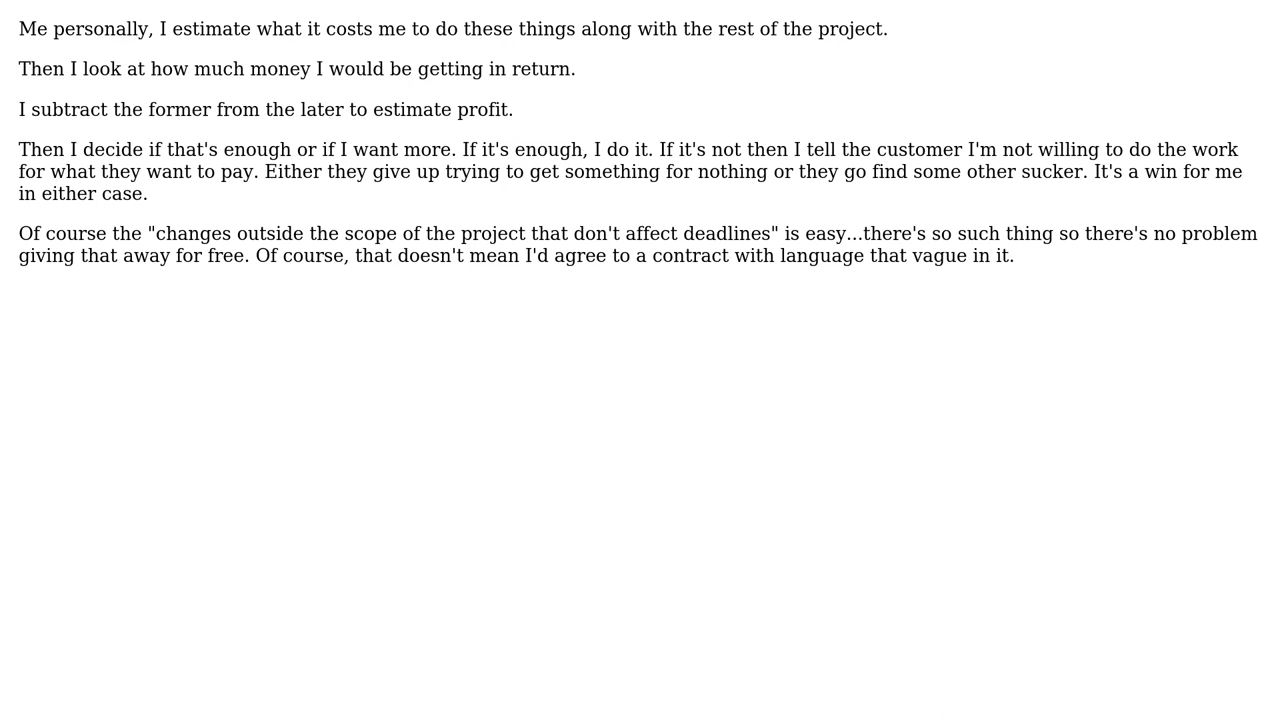 Me personally, I estimate what it costs me to do these things along with the rest of the project.
Then I look at how much money I would be getting in return.
I subtract the former from the later to estimate profit.
Then I decide if that's enough or if I want more. If it's enough, I do it. If it's not then I tell the customer I'm not willing to do the work
for what they want to pay. Either they give up trying to get something for nothing or they go find some other sucker. It's a win for me
in either case.
Of course the "changes outside the scope of the project that don't affect deadlines" is easy...there's so such thing so there's no problem
giving that away for free. Of course, that doesn't mean I'd agree to a contract with language that vague in it.